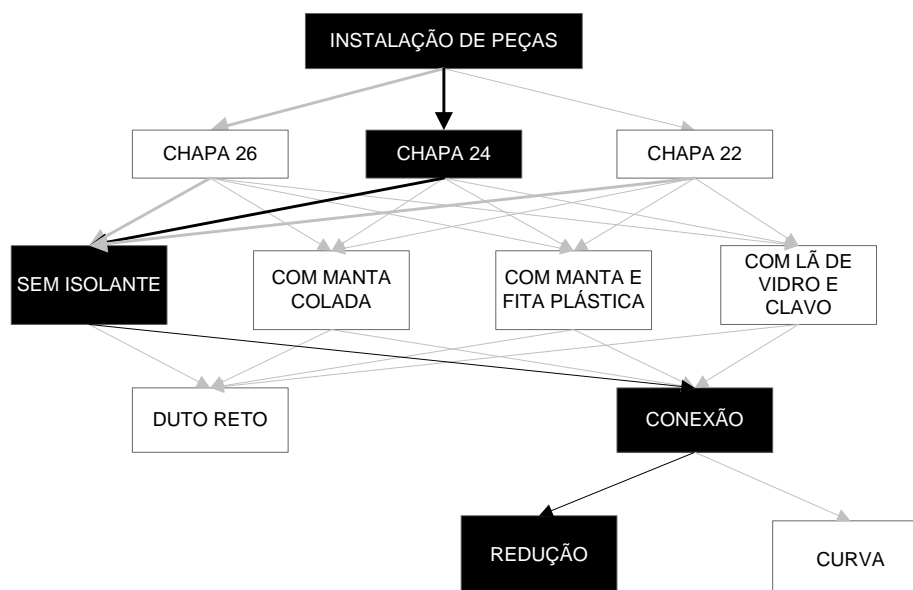 INSTALAÇÃO DE PEÇAS
CHAPA 26
CHAPA 24
CHAPA 22
SEM ISOLANTE
COM MANTA
COLADA
COM MANTA E
FITA PLÁSTICA
COM LÃ DE
VIDRO E
CLAVO
DUTO RETO
CONEXÃO
REDUÇÃO
CURVA